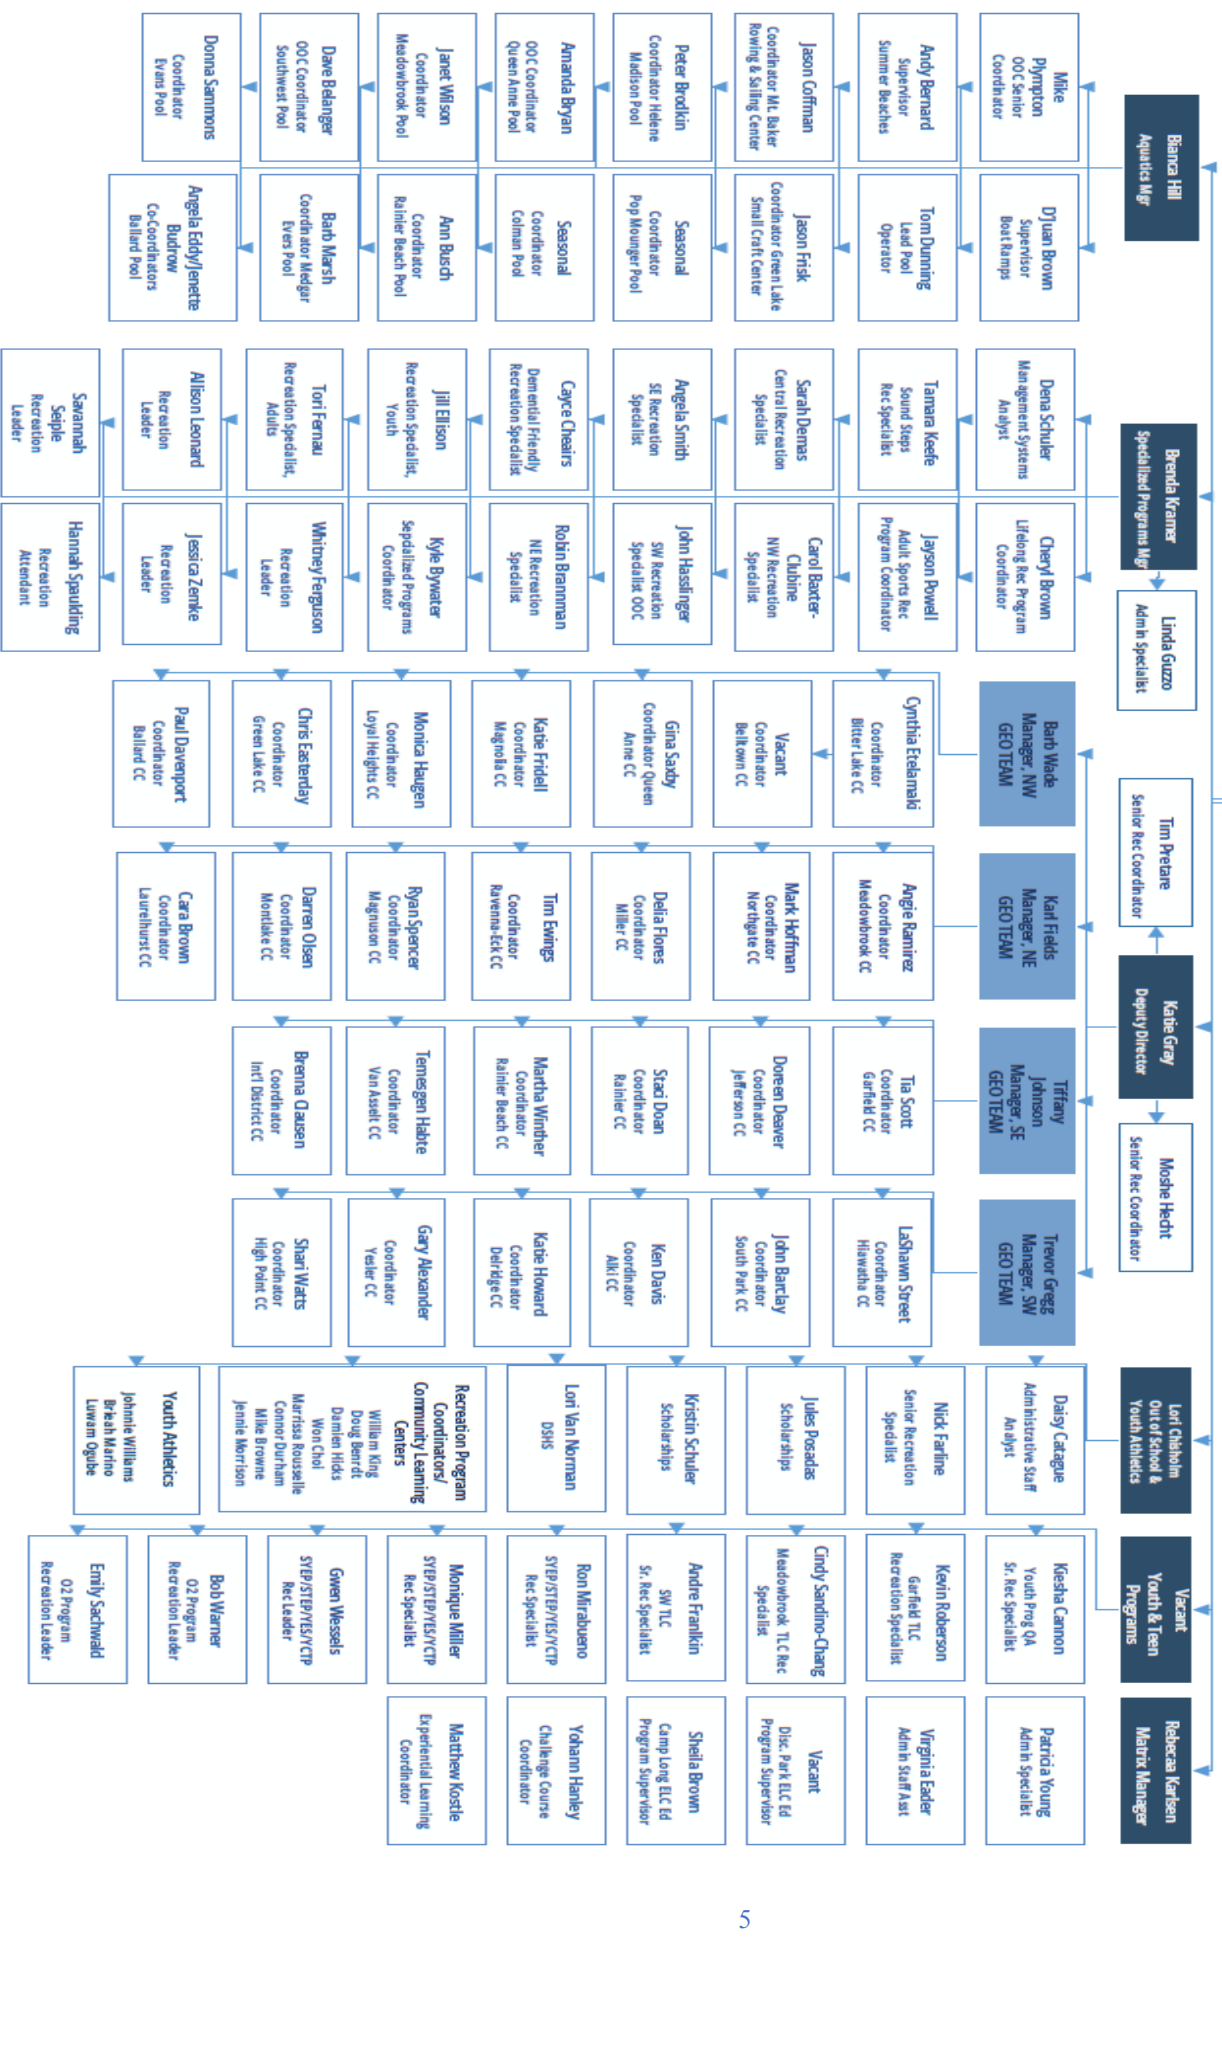 Bianca Hill
Aquatics Mgr
Mike
Plympton
OOC Senior
Coordinator
D'Juan Brown
Supervisor
Boat Ramps
Andy Bernard
Supervisor
Summer Beaches
Tom Dunning
Lead Pool
Operator
Jason Coffman
Coordinator Mt. Baker
Rowing & Sailing Center
Jason Frisk
Coordinator Green Lake
Small Craft Center
Peter Brodkin
Coordinator Helene
Madison Pool
Seasonal
Coordinator
Pop Mounger Pool
Amanda Bryan
OOC Coordinator
Queen Anne Pool
Seasonal
Coordinator
Colman Pool
Janet Wilson
Coordinator
Meadowbrook Pool
Ann Busch
Coordinator
Rainier Beach Pool
Dave Belanger
OOC Coordinator
Southwest Pool
Barb Marsh
Coordinator Medgar
Evers Pool
Donna Sammons
Coordinator
Evans Pool
Angela Eddy/Jenette
Budrow
Co-Coordinators
Ballard Pool
Brenda Kramer
Specialized Programs Mgr
Linda Guzzo
Admin Specialist
Dena Schuler
Management Systems
Analyst
Cheryl Brown
Lifelong Rec Program
Coordinator
Tamara Keefe
Sound Steps
Rec Specialist
Jayson Powell
Adult Sports Rec
Program Coordinator
Sarah Demas
Central Recreation
Specialist
Carol Baxter-
Clubine
NW Recreation
Specialist
Angela Smith
SE Recreation
Specialist
John Hasslinger
SW Recreation
Specialist OOC
Cayce Cheairs
Demential Friendly
Recreation Specialist
Robin Brannman
NE Recreation
Specialist
Jill Ellison
Recreation Specialist,
Youth
Kyle Bywater
Sepcialized Programs
Coordinator
Tori Fernau
Recreation Specialist,
Adults
Whitney Ferguson
Recreation
Leader
Allison Leonard
Recreation
Leader
Jessica Zemke
Recreation
Leader
Savannah
Seiple
Recreation
Leader
Hannah Spaulding
Recreation
Attendant
Tim Pretare
Senior Rec Coordinator
Katie Gray
Deputy Director
Moshe Hecht
Senior Rec Coordinator
Barb Wade
Manager, NW
GEO TEAM
Cynthia Etelamaki
Coordinator
Bitter Lake CC
Vacant
Coordinator
Belltown CC
Gina Saxby
Coordinator Queen
Anne CC
Katie Fridell
Coordinator
Magnolia CC
Monica Haugen
Coordinator
Loyal Heights CC
Chris Easterday
Coordinator
Green Lake CC
Paul Davenport
Coordinator
Ballard CC
Karl Fields
Manager, NE
GEO TEAM
Angie Ramirez
Coordinator
Meadowbrook CC
Mark Hoffman
Coordinator
Northgate CC
Delia Flores
Coordinator
Miller CC
Tim Ewings
Coordinator
Ravenna-Eck CC
Ryan Spencer
Coordinator
Magnuson CC
Darren Olsen
Coordinator
Montlake CC
Cara Brown
Coordinator
Laurelhurst CC
Tiffany
Johnson
Manager, SE
GEO TEAM
Tia Scott
Coordinator
Garfield CC
Doreen Deaver
Coordinator
Jefferson CC
Staci Doan
Coordinator
Rainier CC
Martha Winther
Coordinator
Rainier Beach CC
Temesgen Habte
Coordinator
Van Asselt CC
Brenna Clausen
Coordinator
Int'l District CC
Trevor Gregg
Manager, SW
GEO TEAM
LaShawn Street
Coordinator
Hiawatha CC
John Barclay
Coordinator
South Park CC
Ken Davis
Coordinator
Alki CC
Katie Howard
Coordinator
Delridge CC
Gary Alexander
Coordinator
Yesler CC
Shari Watts
Coordinator
High Point CC
Lori Chisholm
Out of School &
Youth Athletics
Daisy Catague
Administrative Staff
Analyst
Nick Farline
Senior Recreation
Specialist
Jules Posadas
Scholarships
Kristin Schuler
Scholarships
Lori Van Norman
DSHS
Recreation Program
Coordinators/
Community Learning
Centers
William King
Doug Benrdt
Damien Hicks
Won Choi
Marrissa Rousselle
Connor Durham
Mike Browne
Jennie Morrison
Youth Athletics
Johnnie Williams
Brieah Marino
Luwam Ogube
Vacant
Youth & Teen
Programs
Kiesha Cannon
Youth Prog QA
Sr. Rec Specialist
Kevin Roberson
Garfield TLC
Recreation Specialist
Cindy Sandino-Chang
Meadowbrook TLC Rec
Specialist
Andre Franlkin
SW TLC
Sr. Rec Specialist
Ron Mirabueno
SYEP/STEP/YES/YCTP
Rec Specialist
Monique Miller
SYEP/STEP/YES/YCTP
Rec Specialist
Gwen Wessels
SYEP/STEP/YES/YCTP
Rec Leader
Bob Warner
O2 Program
Recreation Leader
Emily Sachwald
O2 Program
Recreation Leader
Rebecaa Karlsen
Matrix Manager
Patricia Young
Admin Specialist
Virginia Eader
Admin Staff Asst
Vacant
Disc. Park ELC Ed
Program Supervisor
Sheila Brown
Camp Long ELC Ed
Program Supervisor
Yohann Hanley
Challenge Course
Coordinator
Matthew Kostle
Experiential Learning
Coordinator
5